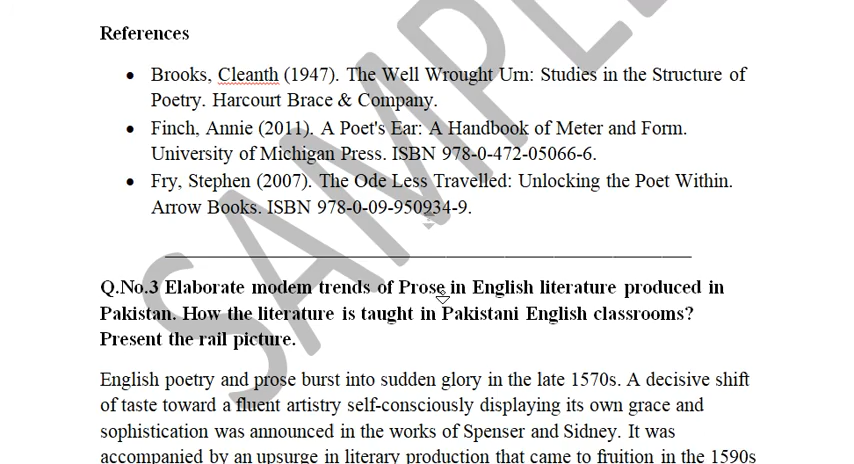 References
• Brooks, Cleanth (1947). The Well Wrought Urn: Studies in the Structure of
Poetry. Harcourt Brace & Company.
• Finch, Annie (2011). A Poet's Ear: A Handbook of Meter and Form.
University of Michigan Press. ISBN 978-0-472-05066-6.
• Fry, Stephen (2007). The Ode Less Travelled: Unlocking the Poet Within.
Arrow Books. ISBN 978-0-09-950934-9.
Q.No.3 Elaborate modem trends of Prose in English literature produced in
Pakistan. How the literature is taught in Pakistani English classrooms?
Present the rail picture.
English poetry and prose burst into sudden glory in the late 1570s. A decisive shift
of taste toward a fluent artistry self-consciously displaying its own grace and
sophistication was announced in the works of Spenser and Sidney. It was
accompanied by an upsurge in literary production that came to fruition in the 1590s
SAMPLE